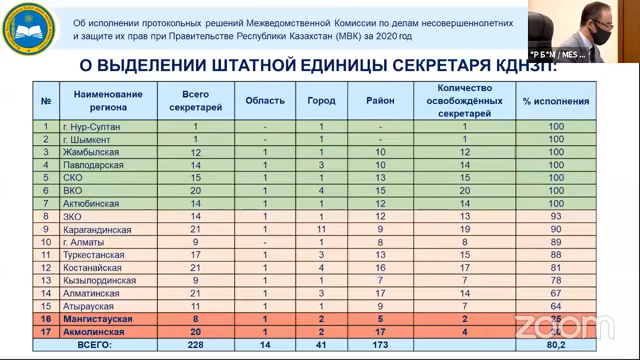 Об исполнении протокольных решений Межведомственной Комиссии по делам несовершеннолетних
и защите их прав при Правительстве Республики Казахстан (МВК) за 2020 год
"Р Б"М / MES ...
О ВЫДЕЛЕНИИ ШТАТНОЙ ЕДИНИЦЫ СЕКРЕТАРЯ КДНЗП:
№ Наименование региона Всего секретарей Область Город Район Количество освобождённых секретарей % исполнения
1 г. Нур-Султан 1 - 1 - 1 100
2 г. Шымкент 1 - 1 - 1 100
3 Жамбылская 12 1 1 10 12 100
4 Павлодарская 14 1 3 10 14 100
5 СКО 15 1 1 13 15 100
6 ВКО 20 1 4 15 20 100
7 Актюбинская 14 1 1 12 14 100
8 ЗКО 14 1 1 12 13 93
9 Карагандинская 21 1 11 9 19 90
10 г. Алматы 9 - 1 8 8 89
11 Туркестанская 17 1 3 13 15 88
12 Костанайская 21 1 4 16 17 81
13 Кызылординская 9 1 1 7 7 78
14 Алматинская 21 1 3 17 14 67
15 Атырауская 11 1 1 9 7 64
16 Мангистауская 8 1 2 5 2 25
17 Акмолинская 20 1 2 17 4 20
ВСЕГО: 228 14 41 173 80,2
zoom